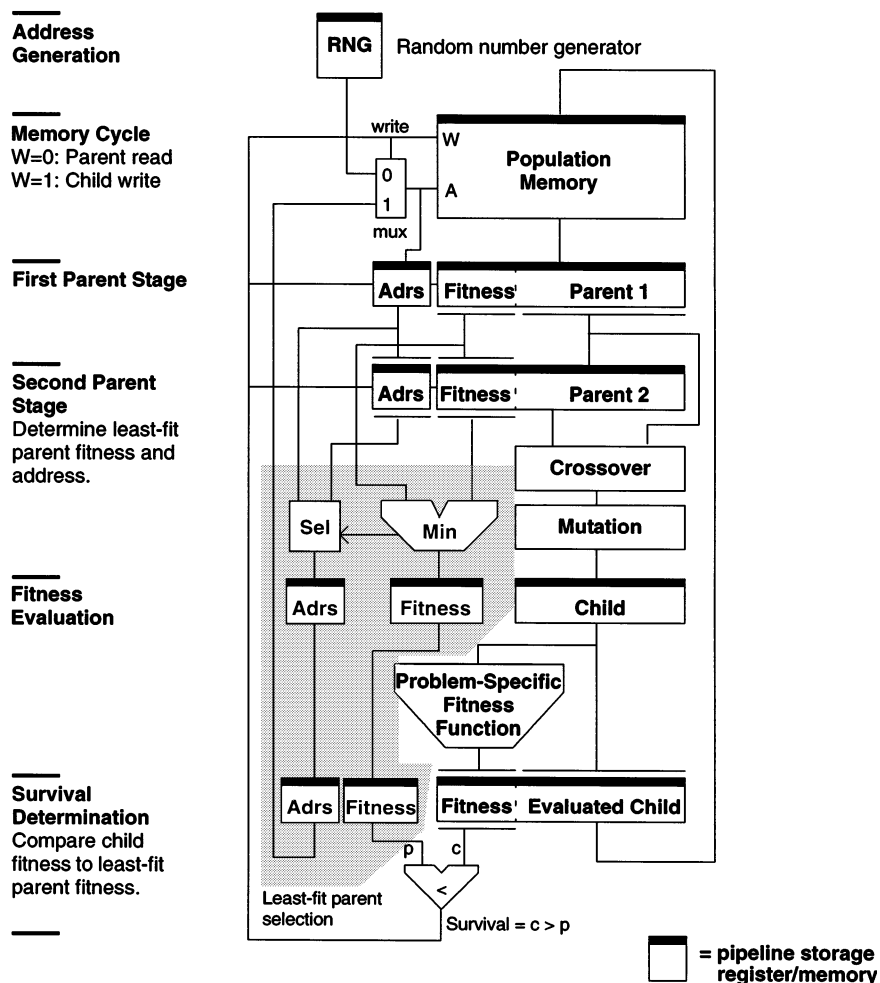 Address
Generation
RNG
Random number generator
Memory Cycle
W=0: Parent read
W=1: Child write
write
0
1
mux
W
A
Population
Memory
First Parent Stage
Adrs
Fitness
Parent 1
Second Parent
Stage
Determine least-fit
parent fitness and
address.
Adrs
Fitness
Parent 2
Crossover
Sel
Min
Mutation
Fitness
Evaluation
Adrs
Fitness
Child
Problem-Specific
Fitness
Function
Survival
Determination
Compare child
fitness to least-fit
parent fitness.
Adrs
Fitness
Fitness
Evaluated Child
p
c
<
Least-fit parent
selection
Survival = c > p
= pipeline storage
register/memory